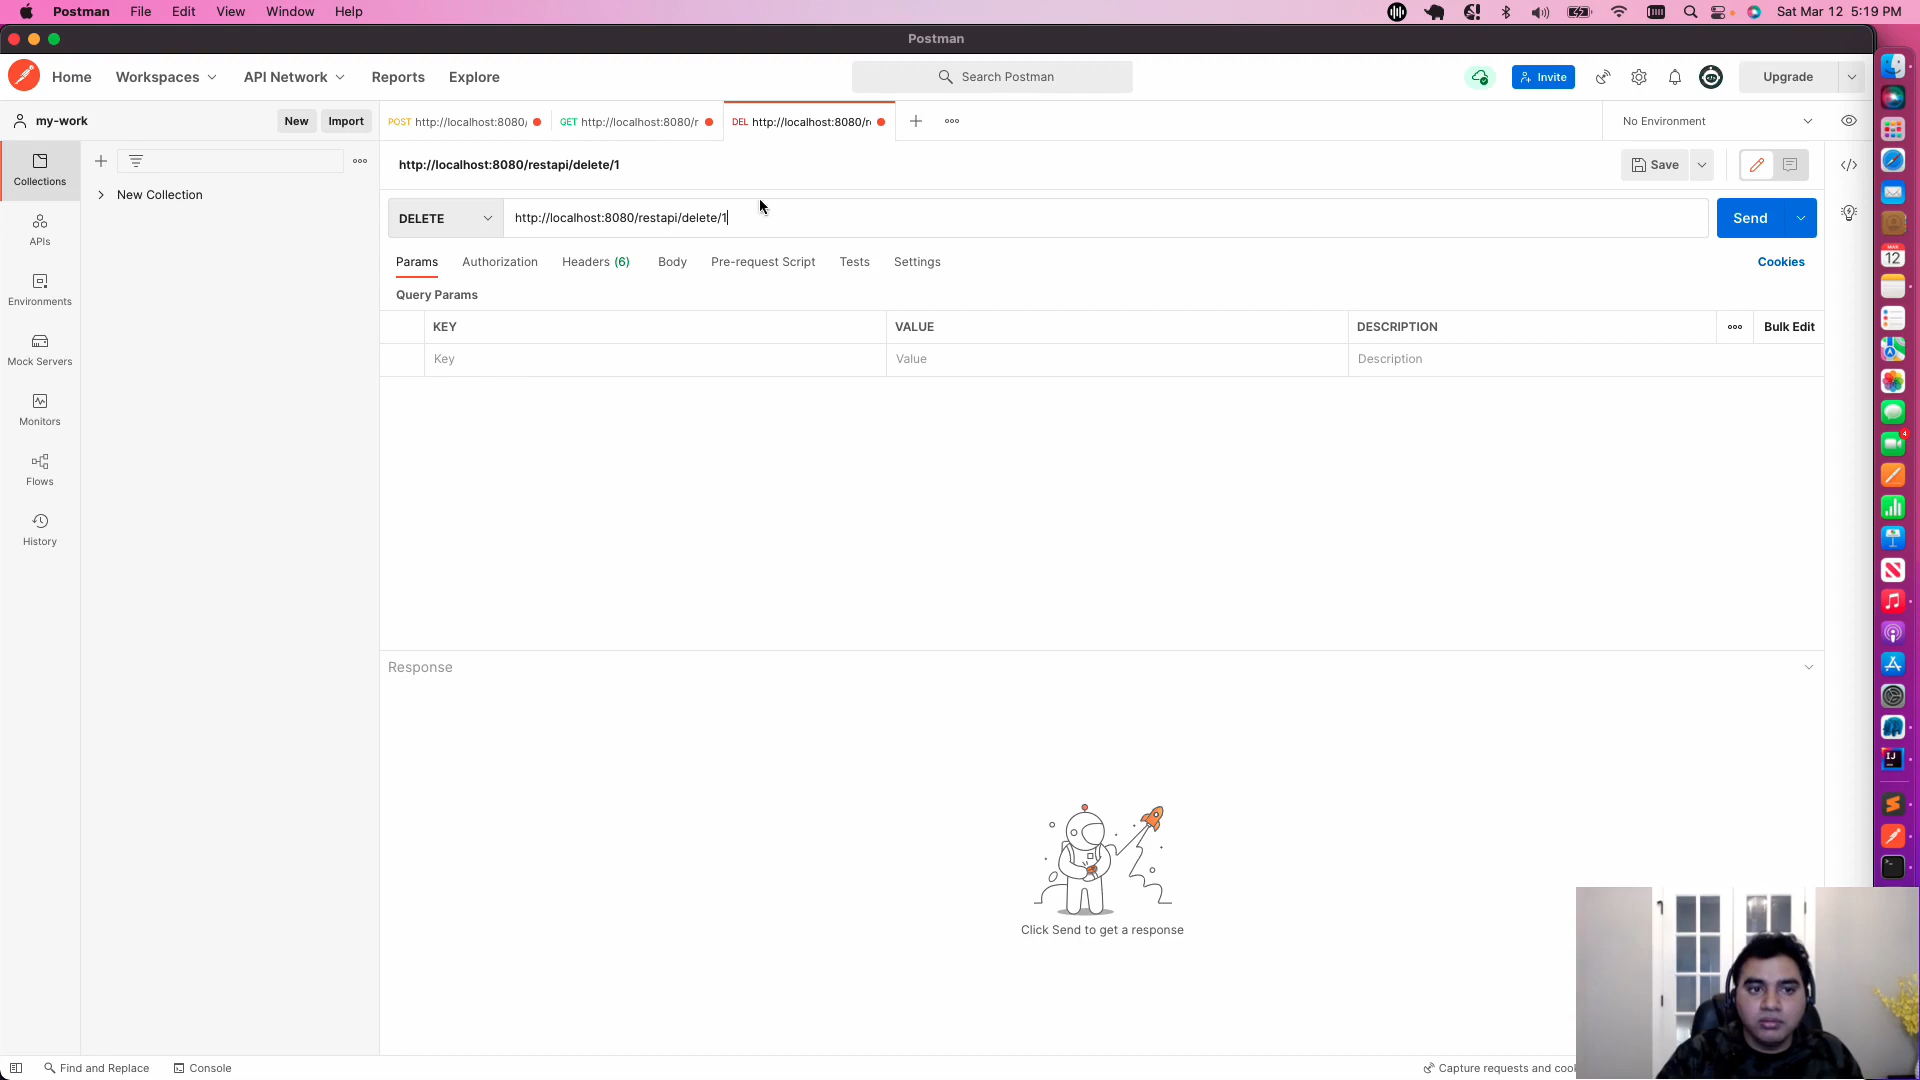 Postman File Edit View Window Help
Sat Mar 12 5:19 PM
Postman
Home Workspaces API Network Reports Explore
Search Postman
Invite
Upgrade
my-work
New Import
POST http://localhost:8080/
GET http://localhost:8080/r
DEL http://localhost:8080/r
No Environment
Collections
New Collection
APIs
Environments
Mock Servers
Monitors
Flows
History
http://localhost:8080/restapi/delete/1
Save
DELETE
http://localhost:8080/restapi/delete/1
Send
Params Authorization Headers (6) Body Pre-request Script Tests Settings
Cookies
Query Params
KEY VALUE DESCRIPTION
Bulk Edit
Key Value Description
Response
Click Send to get a response
MAR
12
4
IJ
Find and Replace
Console
Capture requests and cook